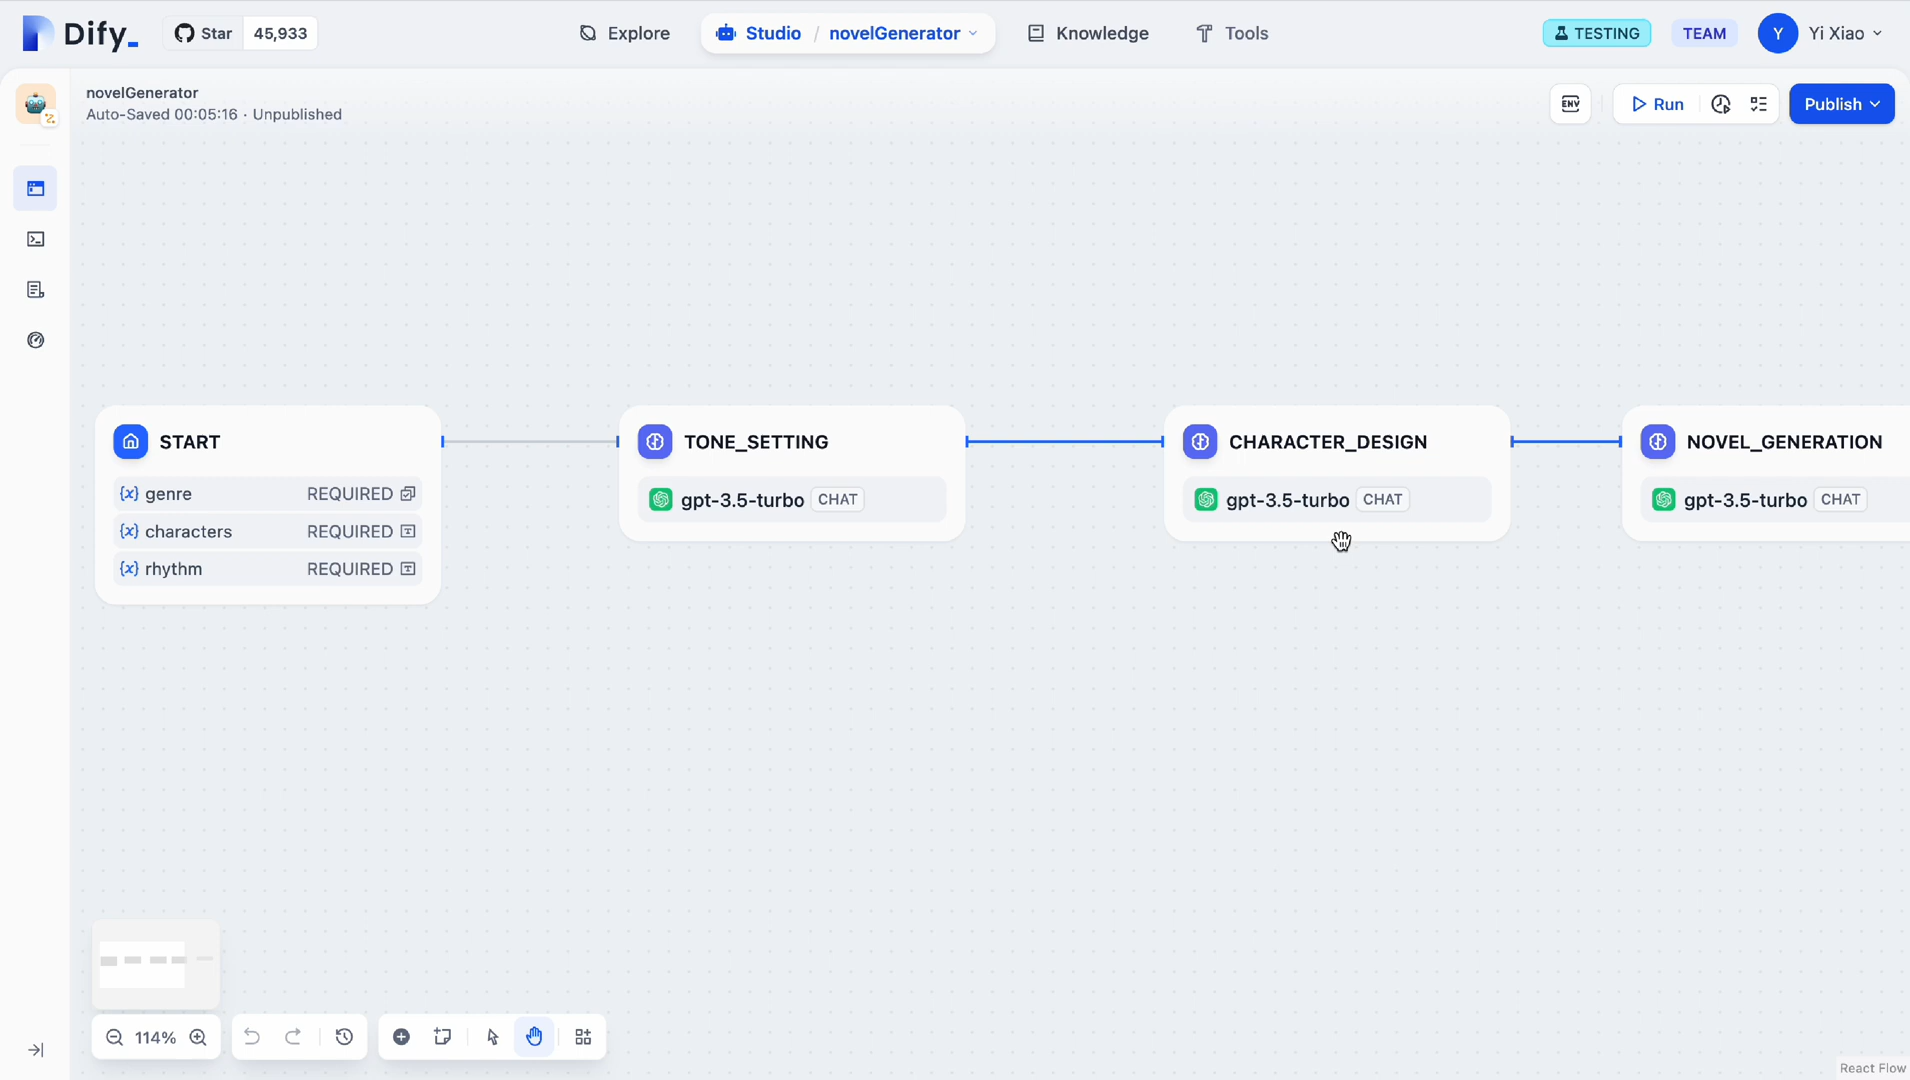 Dify_
Star 45,933
Explore
Studio / novelGenerator
Knowledge
Tools
TESTING
TEAM
Y
Yi Xiao
novelGenerator
Auto-Saved 00:05:16 · Unpublished
ENV
Run
Publish
START
{x} genre REQUIRED
{x} characters REQUIRED
{x} rhythm REQUIRED
TONE_SETTING
gpt-3.5-turbo CHAT
CHARACTER_DESIGN
gpt-3.5-turbo CHAT
NOVEL_GENERATION
gpt-3.5-turbo CHAT
114%
React Flow